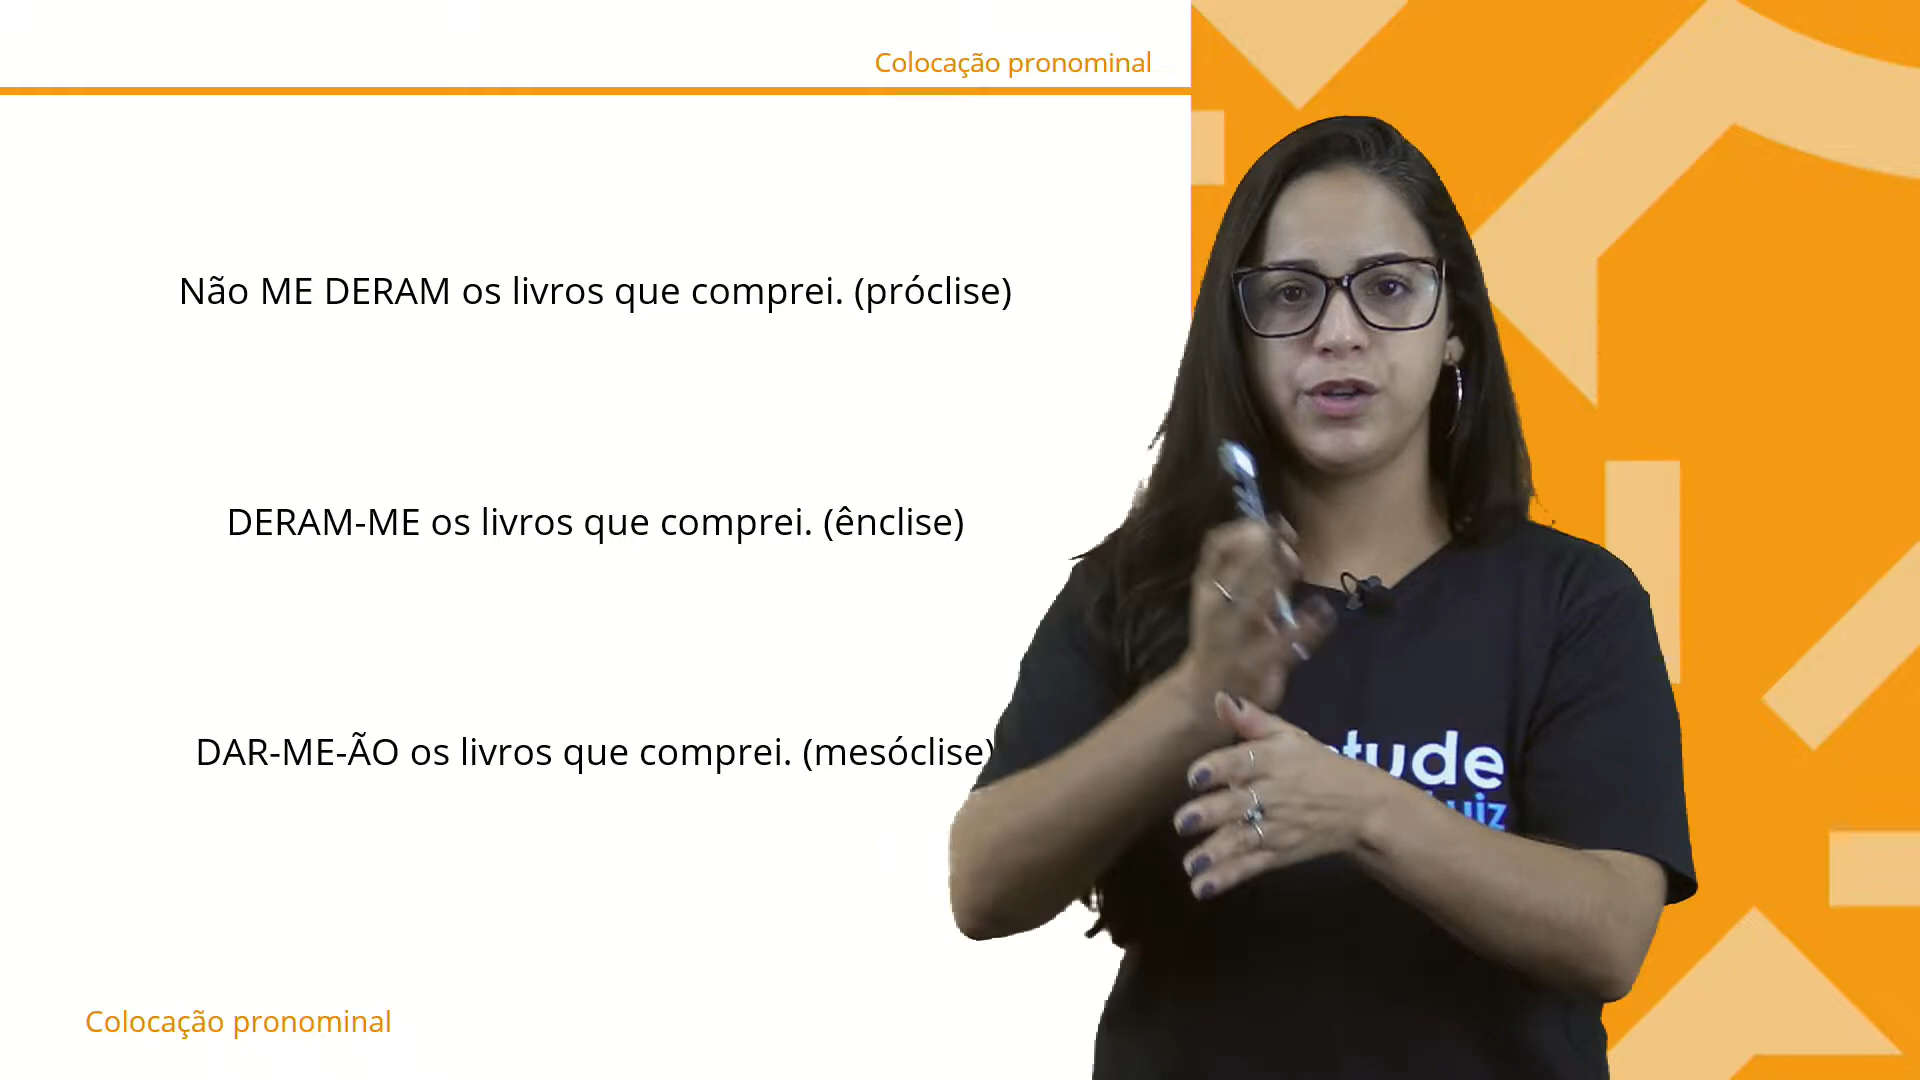 Colocação pronominal
Não ME DERAM os livros que comprei. (próclise)
DERAM-ME os livros que comprei. (ênclise)
DAR-ME-ÃO os livros que comprei. (mesóclise)
Colocação pronominal